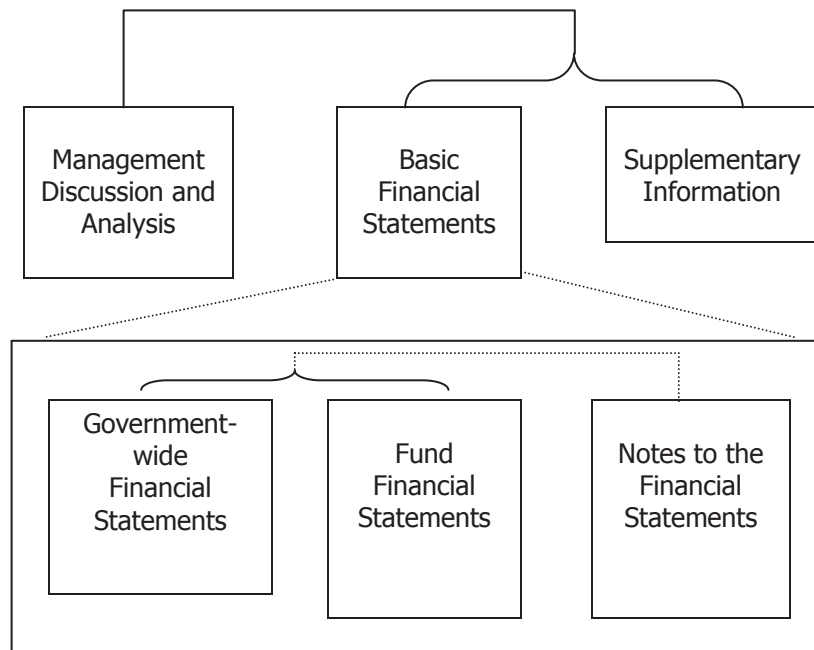 Management
Discussion and
Analysis
Basic
Financial
Statements
Supplementary
Information
Government-
wide
Financial
Statements
Fund
Financial
Statements
Notes to the
Financial
Statements